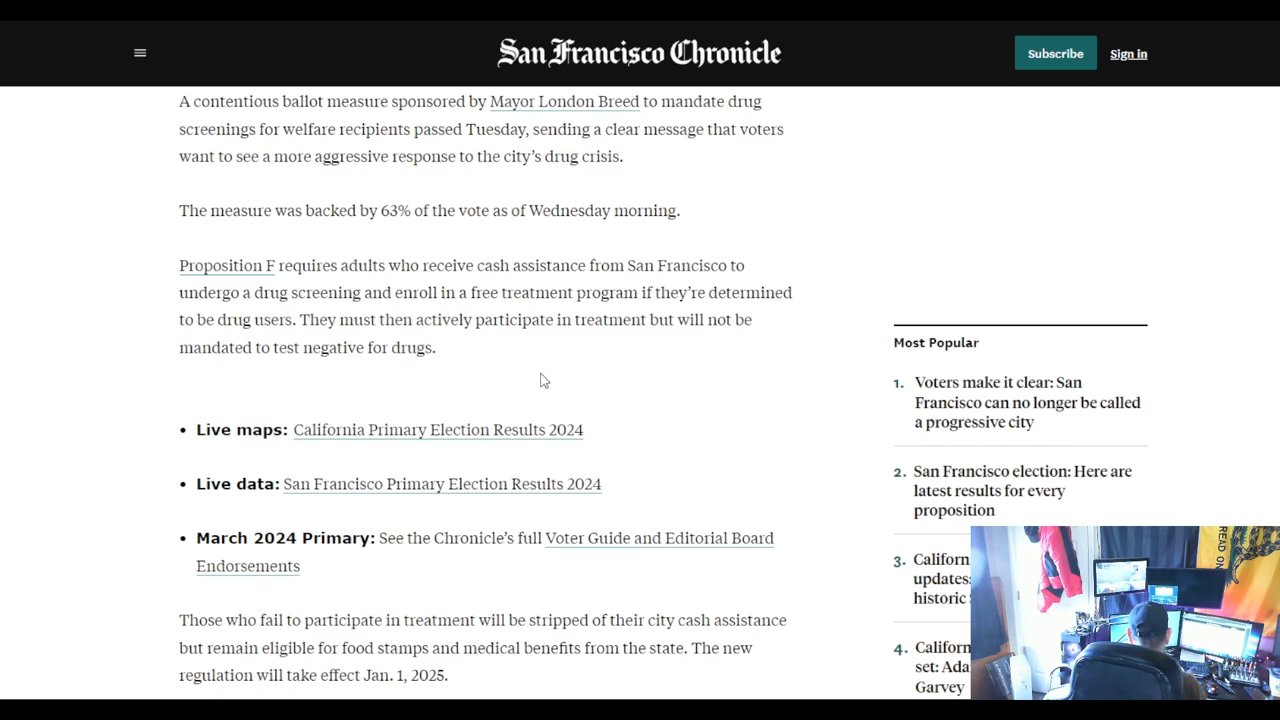 San Francisco Chronicle
Subscribe
Sign in
A contentious ballot measure sponsored by Mayor London Breed to mandate drug
screenings for welfare recipients passed Tuesday, sending a clear message that voters
want to see a more aggressive response to the city’s drug crisis.
The measure was backed by 63% of the vote as of Wednesday morning.
Proposition F requires adults who receive cash assistance from San Francisco to
undergo a drug screening and enroll in a free treatment program if they’re determined
to be drug users. They must then actively participate in treatment but will not be
mandated to test negative for drugs.
• Live maps: California Primary Election Results 2024
• Live data: San Francisco Primary Election Results 2024
• March 2024 Primary: See the Chronicle’s full Voter Guide and Editorial Board
Endorsements
Those who fail to participate in treatment will be stripped of their city cash assistance
but remain eligible for food stamps and medical benefits from the state. The new
regulation will take effect Jan. 1, 2025.
Most Popular
1. Voters make it clear: San
Francisco can no longer be called
a progressive city
2. San Francisco election: Here are
latest results for every
proposition
3. Californ
updates:
historic
4. Californ
set: Ada
Garvey
READ ON